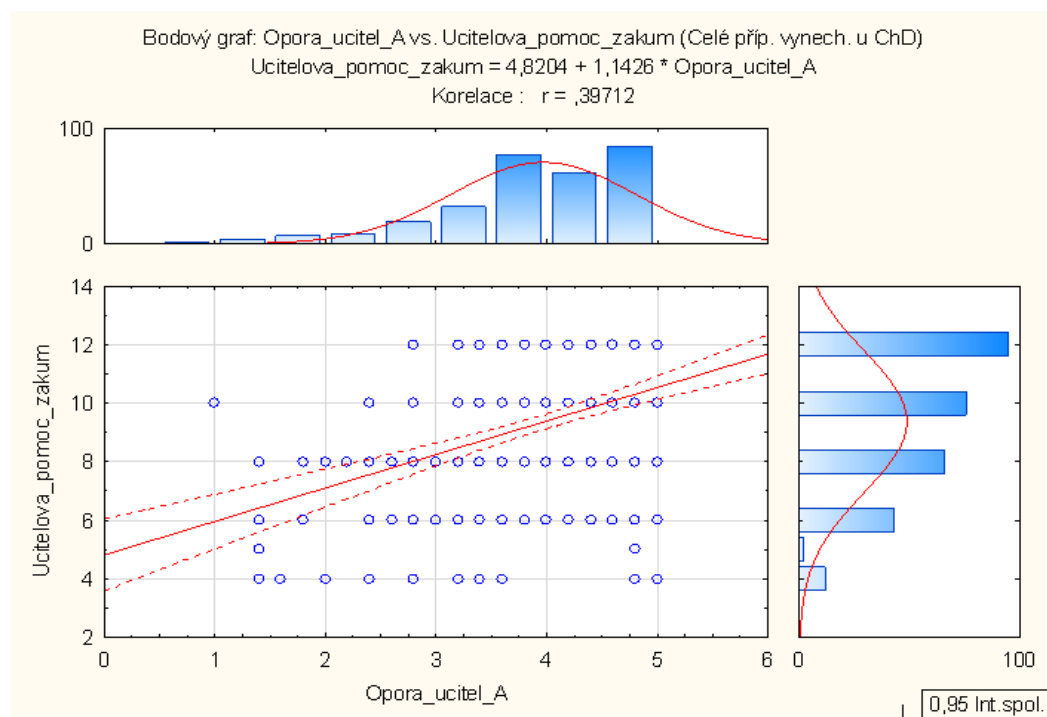 Bodový graf: Opora_ucitel_A vs. Ucitelova_pomoc_zakum (Celé příp. vynech. u ChD)
Ucitelova_pomoc_zakum = 4,8204 + 1,1426 * Opora_ucitel_A
Korelace : r = ,39712
100
0
14
12
10
8
6
4
2
Ucitelova_pomoc_zakum
0 1 2 3 4 5 6
0 100
Opora_ucitel_A
0,95 Int.spol.